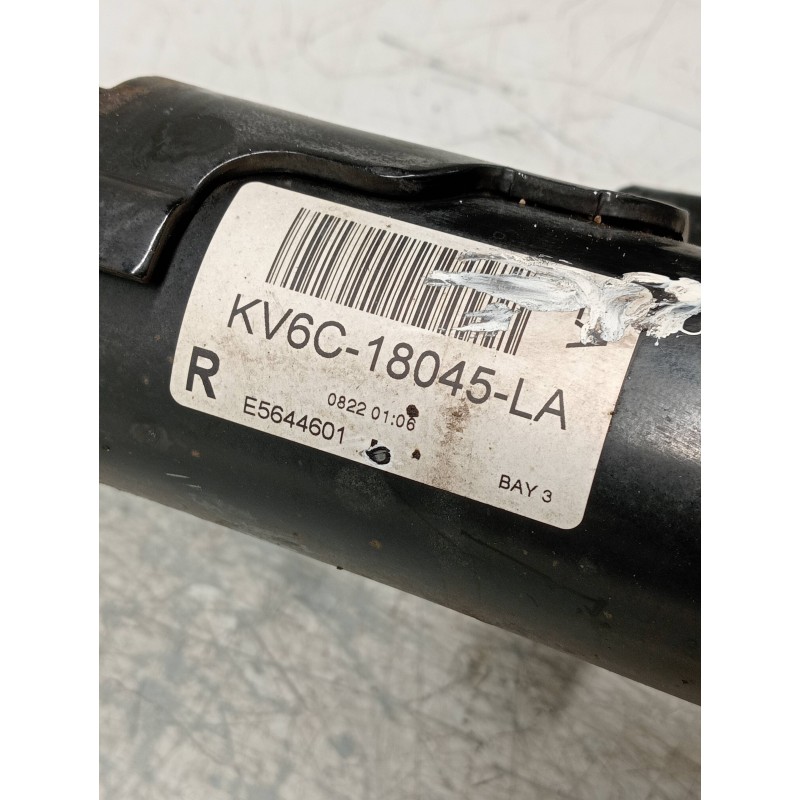 KV6C-18045-LA
R
0822 01:06
E5644601
BAY 3